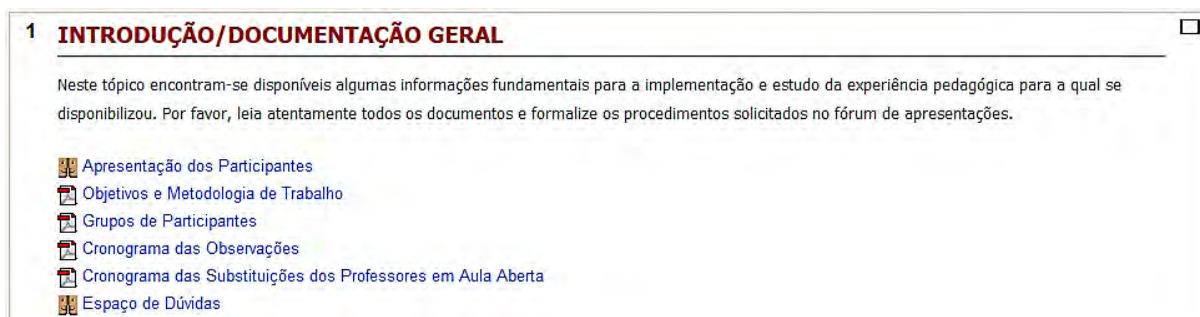 1 INTRODUÇÃO/DOCUMENTAÇÃO GERAL
Neste tópico encontram-se disponíveis algumas informações fundamentais para a implementação e estudo da experiência pedagógica para a qual se
disponibilizou. Por favor, leia atentamente todos os documentos e formalize os procedimentos solicitados no fórum de apresentações.
Apresentação dos Participantes
Objetivos e Metodologia de Trabalho
Grupos de Participantes
Cronograma das Observações
Cronograma das Substituições dos Professores em Aula Aberta
Espaço de Dúvidas